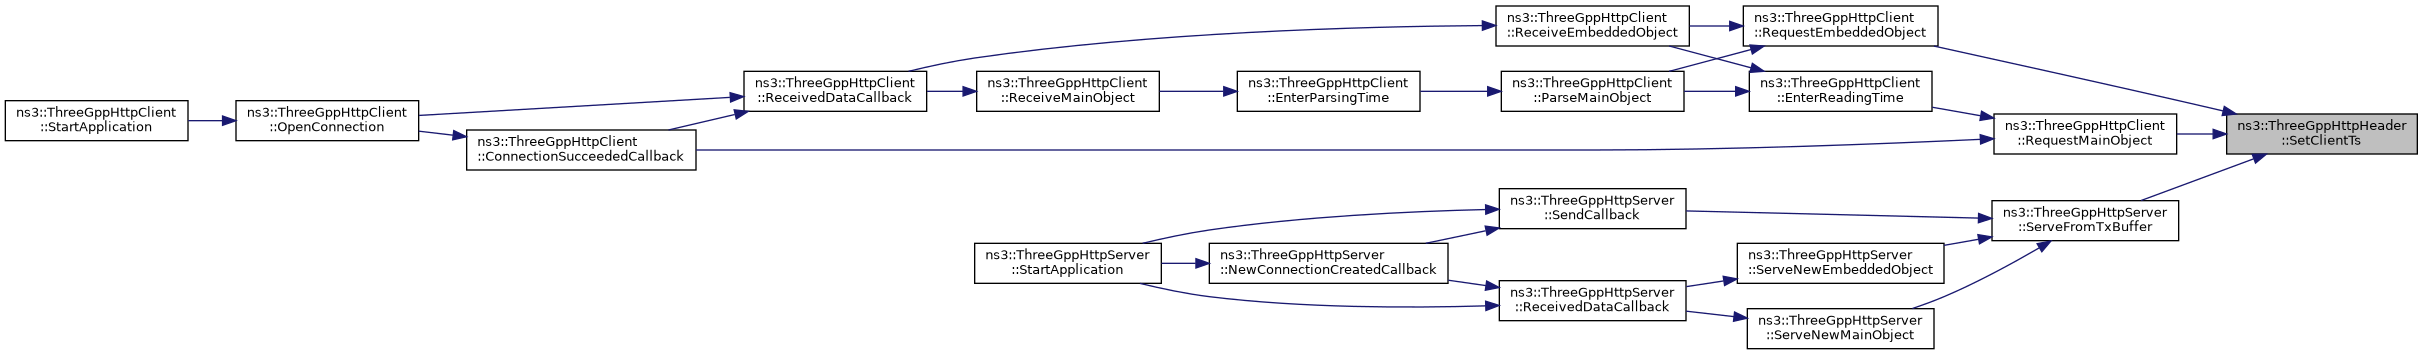 ns3::ThreeGppHttpClient
::StartApplication
ns3::ThreeGppHttpClient
::OpenConnection
ns3::ThreeGppHttpClient
::ConnectionSucceededCallback
ns3::ThreeGppHttpClient
::ReceivedDataCallback
ns3::ThreeGppHttpClient
::ReceiveMainObject
ns3::ThreeGppHttpClient
::EnterParsingTime
ns3::ThreeGppHttpClient
::ReceiveEmbeddedObject
ns3::ThreeGppHttpClient
::ParseMainObject
ns3::ThreeGppHttpClient
::RequestEmbeddedObject
ns3::ThreeGppHttpClient
::EnterReadingTime
ns3::ThreeGppHttpClient
::RequestMainObject
ns3::ThreeGppHttpHeader
::SetClientTs
ns3::ThreeGppHttpServer
::StartApplication
ns3::ThreeGppHttpServer
::NewConnectionCreatedCallback
ns3::ThreeGppHttpServer
::SendCallback
ns3::ThreeGppHttpServer
::ReceivedDataCallback
ns3::ThreeGppHttpServer
::ServeNewEmbeddedObject
ns3::ThreeGppHttpServer
::ServeNewMainObject
ns3::ThreeGppHttpServer
::ServeFromTxBuffer